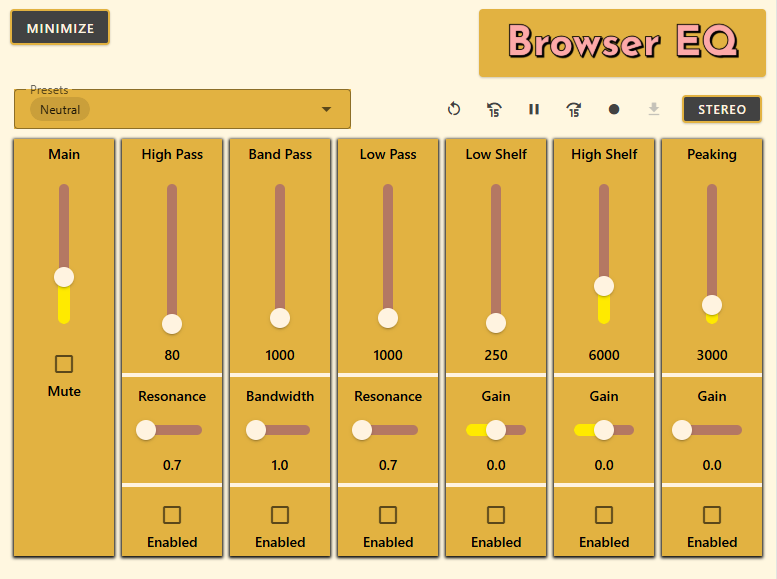 MINIMIZE
Browser EQ
Presets
Neutral
15
15
STEREO
Main
High Pass
Band Pass
Low Pass
Low Shelf
High Shelf
Peaking
80
1000
1000
250
6000
3000
Mute
Resonance
Bandwidth
Resonance
Gain
Gain
Gain
0.7
1.0
0.7
0.0
0.0
0.0
Enabled
Enabled
Enabled
Enabled
Enabled
Enabled